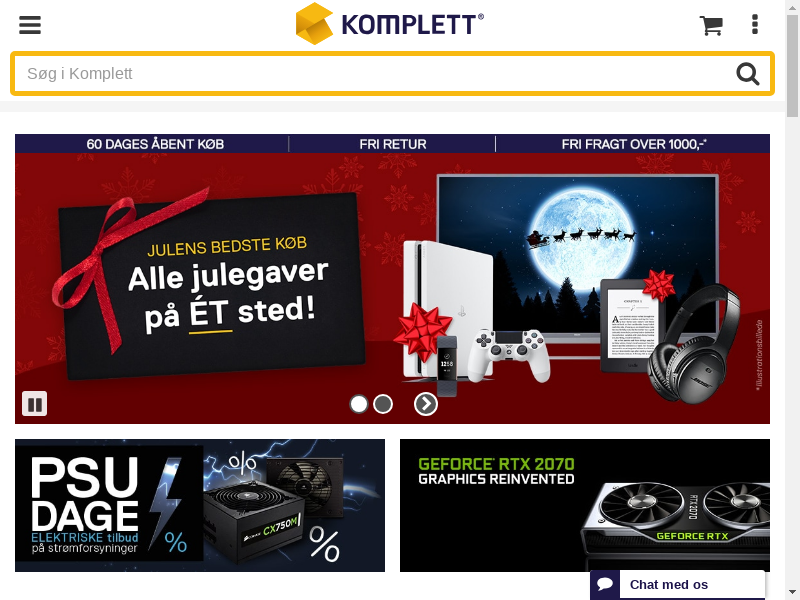 KOMPLETT®
Søg i Komplett
60 DAGES ÅBENT KØB
FRI RETUR
FRI FRAGT OVER 1000,-*
JULENS BEDSTE KØB
Alle julegaver
på ÉT sted!
*Illustrationsbillede
BOSE
PSU
DAGE
ELEKTRISKE tilbud
på strømforsyninger
%
%
%
CX750M
GEFORCE® RTX 2070
GRAPHICS REINVENTED
RTX 2070
GEFORCE RTX
Chat med os